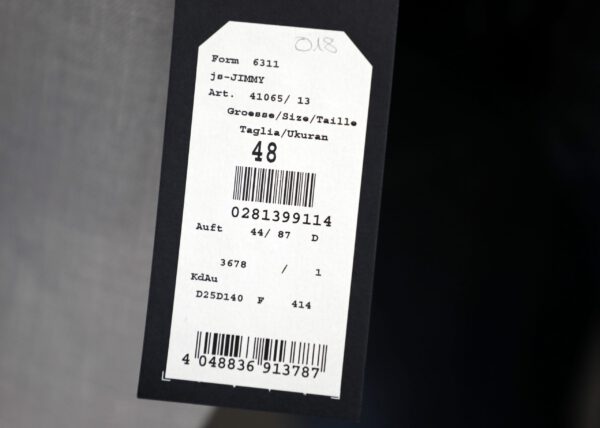 018
Form 6311
js-JIMMY
Art. 41065/ 13
Groesse/Size/Taille
Taglia/Ukuran
48
0281399114
Auft 44/ 87 D
3678 / 1
KdAu
D25D140 F 414
4 048836 913787